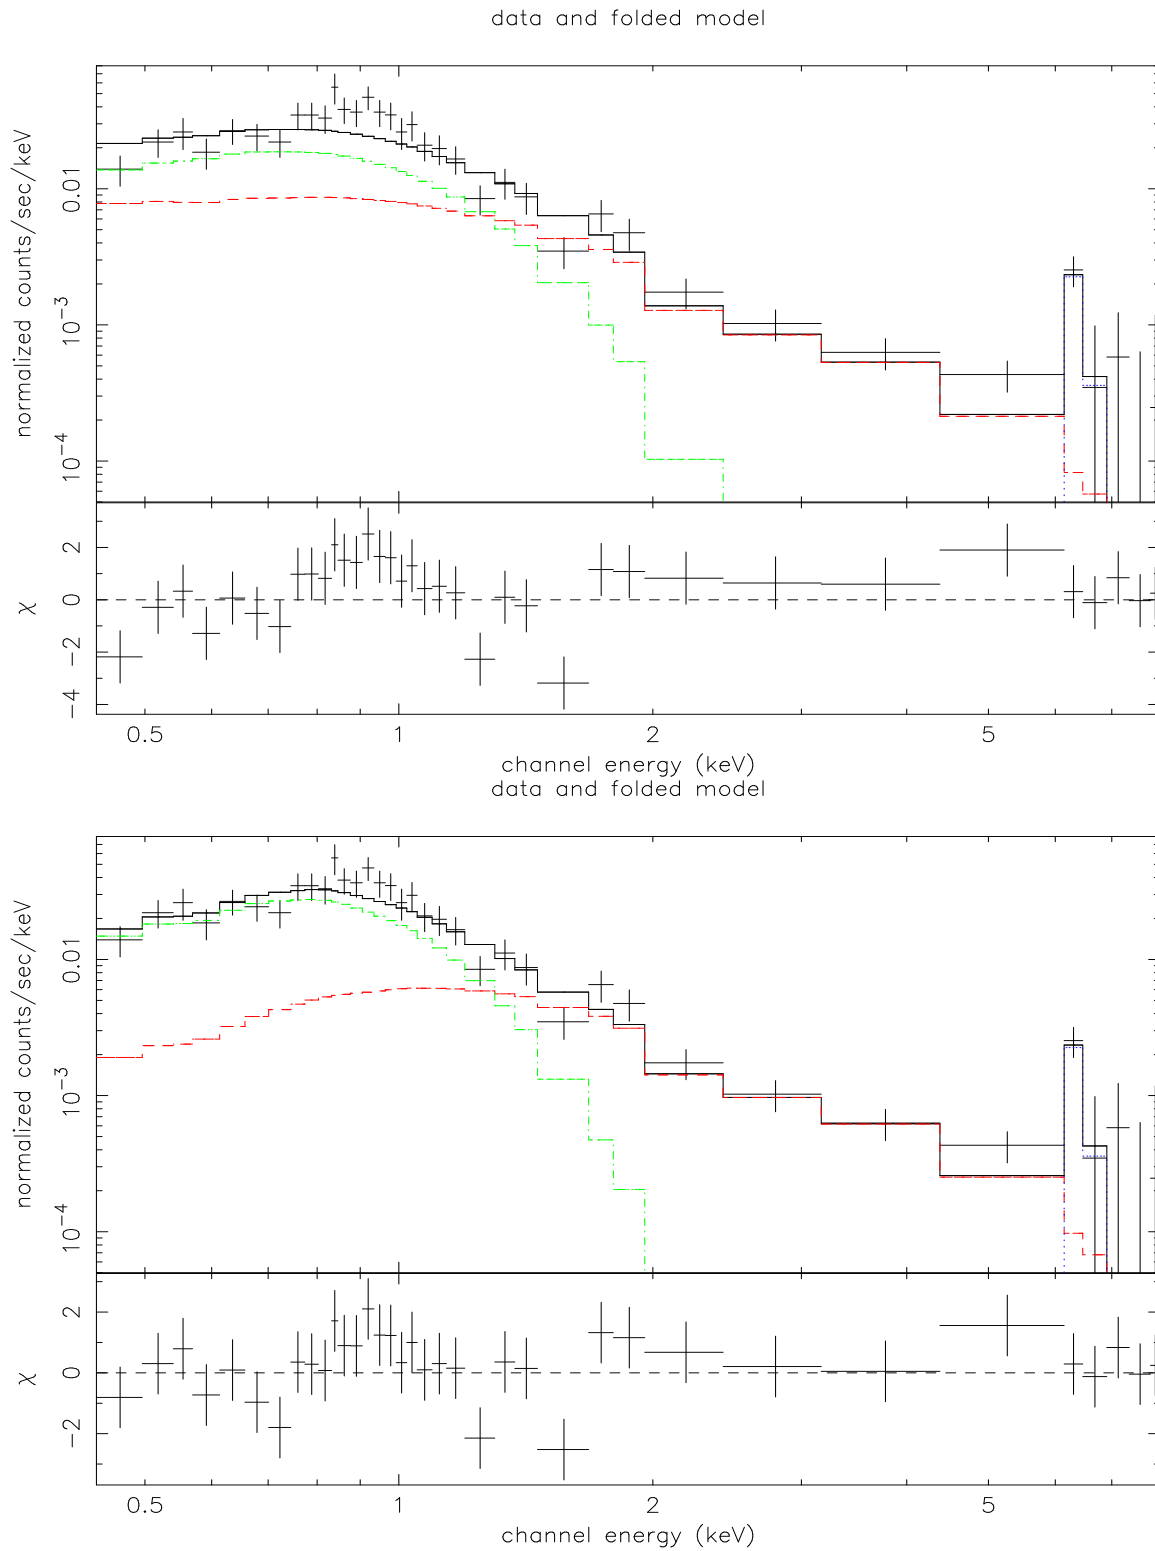 data and folded model
normalized counts/sec/keV
0.01
10⁻³
10⁻⁴
χ
2
0
−2
−4
0.5 1 2 5
channel energy (keV)
data and folded model
normalized counts/sec/keV
0.01
10⁻³
10⁻⁴
χ
2
0
−2
0.5 1 2 5
channel energy (keV)